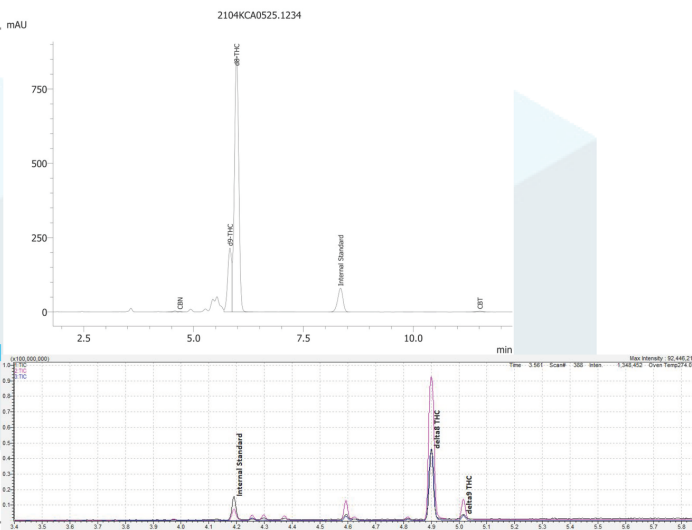 2104KCA0525.1234
mAU
d8-THC
750
500
d9-THC
Internal Standard
250
CBN
CBT
0
2.5 5.0 7.5 10.0
min
(x100,000,000)
Max Intensity : 92,446,21
1.0 TIC
Time 3.561 Scan# 388 Inten. 1,348,452 Oven Temp 274.0
2:TIC
3:TIC
0.9
0.8
0.7
0.6
delta8 THC
0.5
0.4
0.3
Internal Standard
0.2
delta9 THC
0.1
3.4 3.5 3.6 3.7 3.8 3.9 4.0 4.1 4.2 4.3 4.4 4.5 4.6 4.7 4.8 4.9 5.0 5.1 5.2 5.3 5.4 5.5 5.6 5.7 5.8